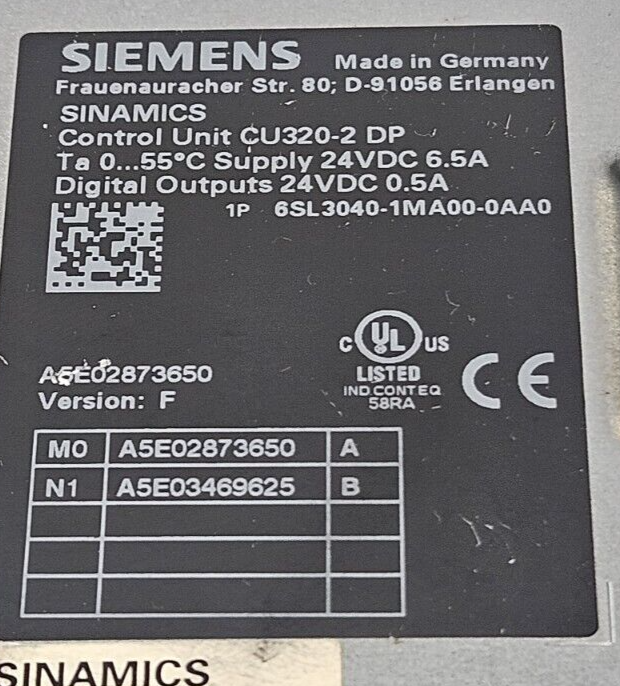 SIEMENS Made in Germany
Frauenauracher Str. 80; D-91056 Erlangen
SINAMICS
Control Unit CU320-2 DP
Ta 0...55°C Supply 24VDC 6.5A
Digital Outputs 24VDC 0.5A
1P 6SL3040-1MA00-0AA0
C UL US
LISTED
IND.CONT.EQ.
58RA
CE
A5E02873650
Version: F
M0 A5E02873650 A
N1 A5E03469625 B
SINAMICS